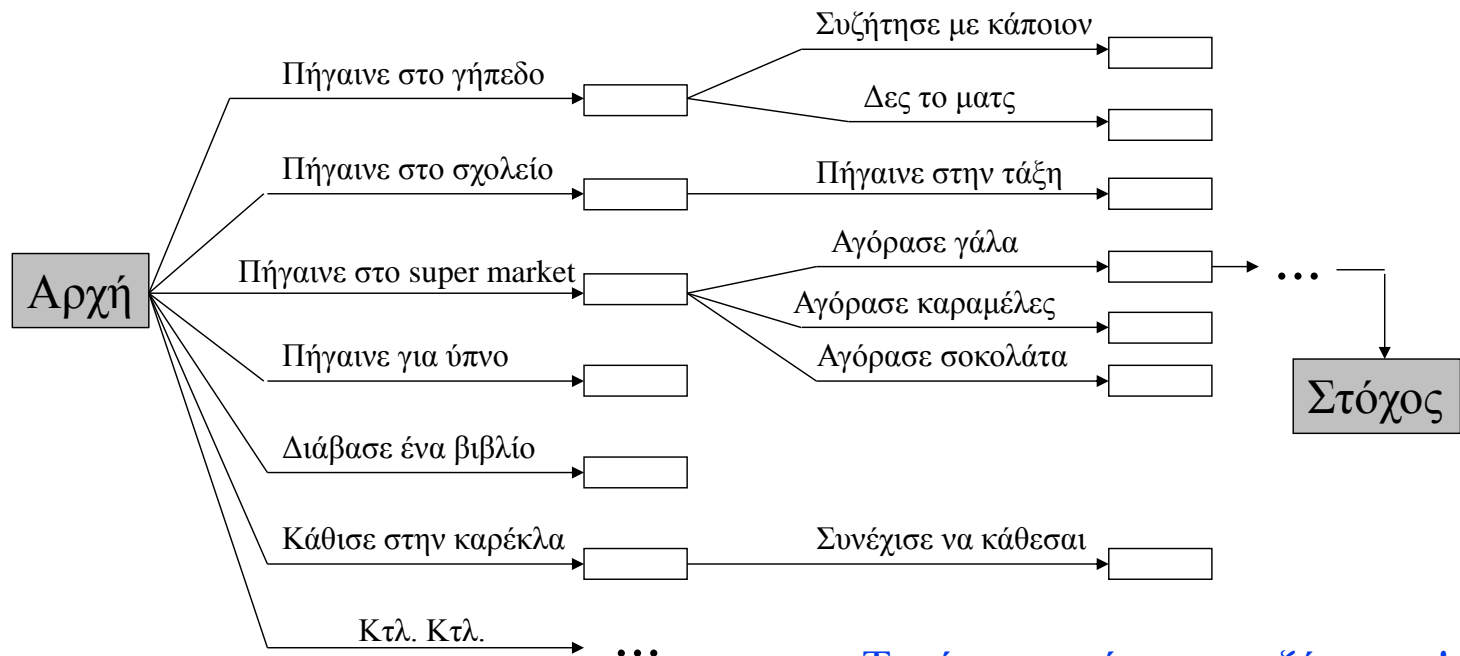 Συζήτησε με κάποιον
Πήγαινε στο γήπεδο
Δες το ματς
Πήγαινε στο σχολείο
Πήγαινε στην τάξη
Αγόρασε γάλα
Πήγαινε στο super market
...
Αρχή
Αγόρασε καραμέλες
Πήγαινε για ύπνο
Αγόρασε σοκολάτα
Στόχος
Διάβασε ένα βιβλίο
Κάθισε στην καρέκλα
Συνέχισε να κάθεσαι
Κτλ. Κτλ.
...